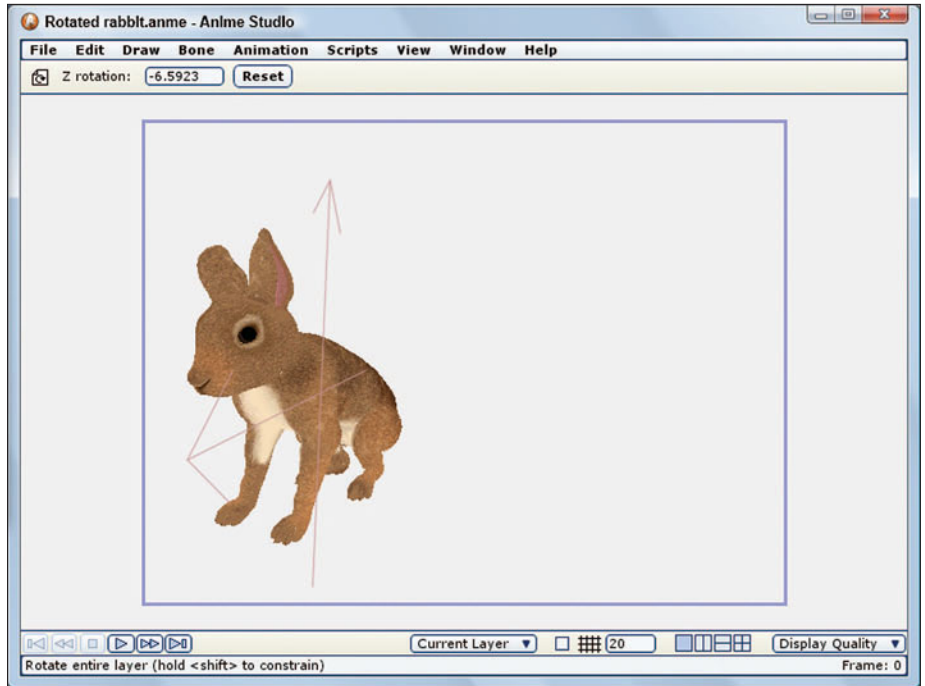 Rotated rabbit.anme - Anime Studio
File Edit Draw Bone Animation Scripts View Window Help
Z rotation: -6.5923 Reset
Current Layer 20 Display Quality
Rotate entire layer (hold <shift> to constrain) Frame: 0